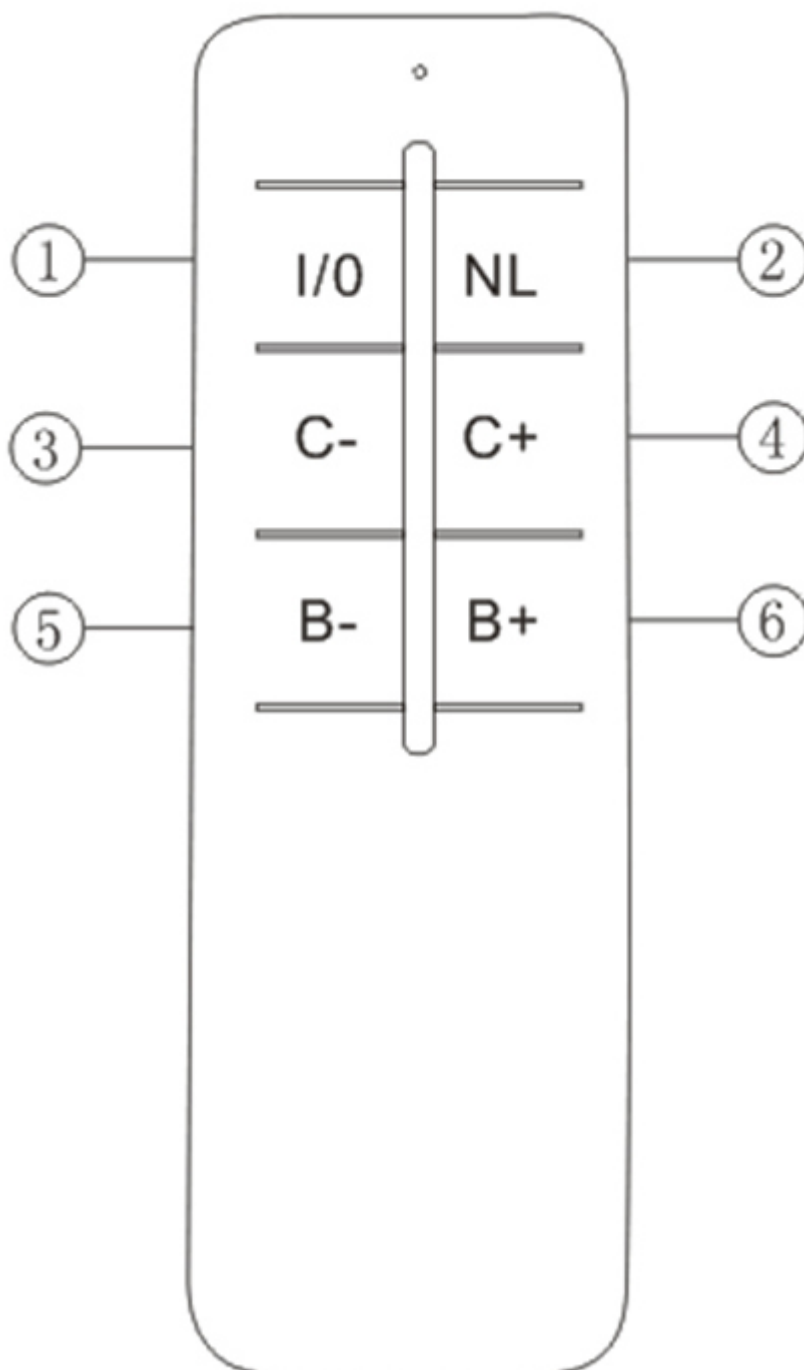 ① I/0 NL ②
③ C- C+ ④
⑤ B- B+ ⑥